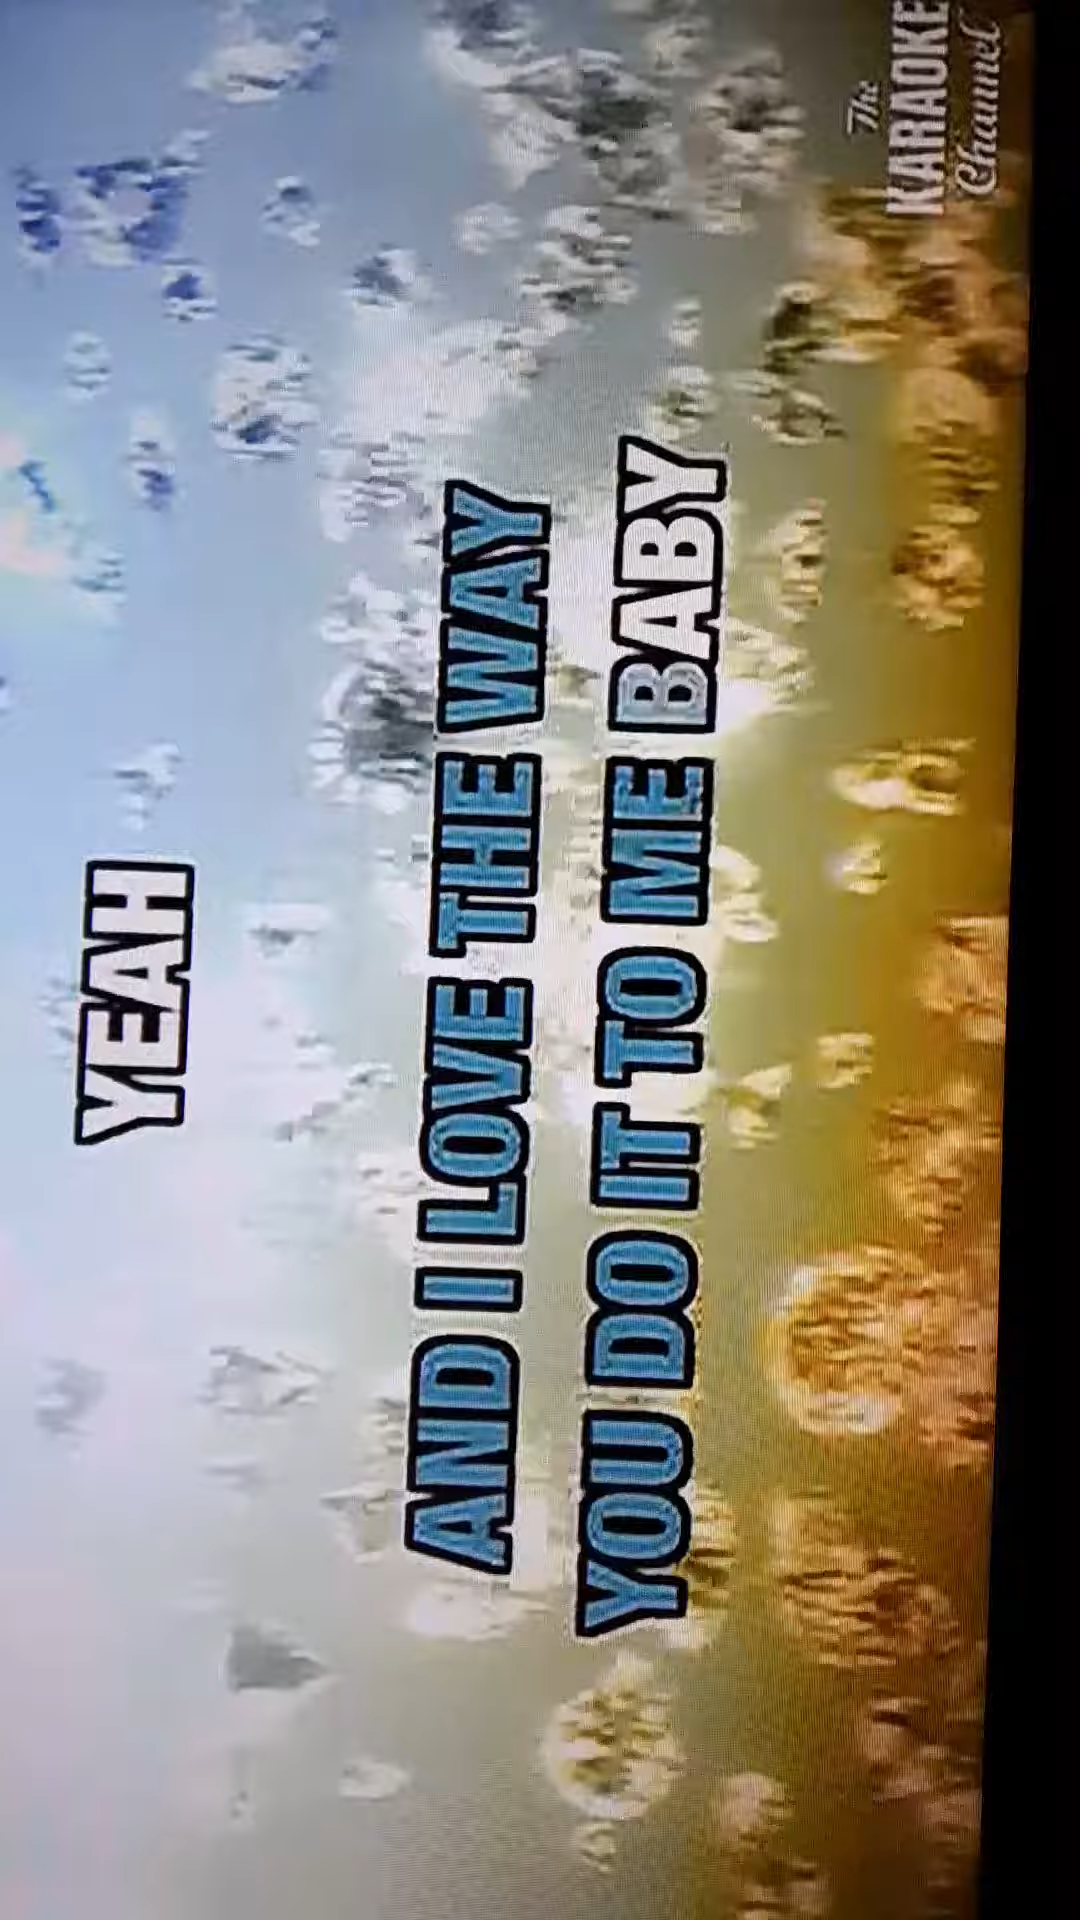 YEAH
AND I LOVE THE WAY
YOU DO IT TO ME BABY
The
KARAOKE
Channel